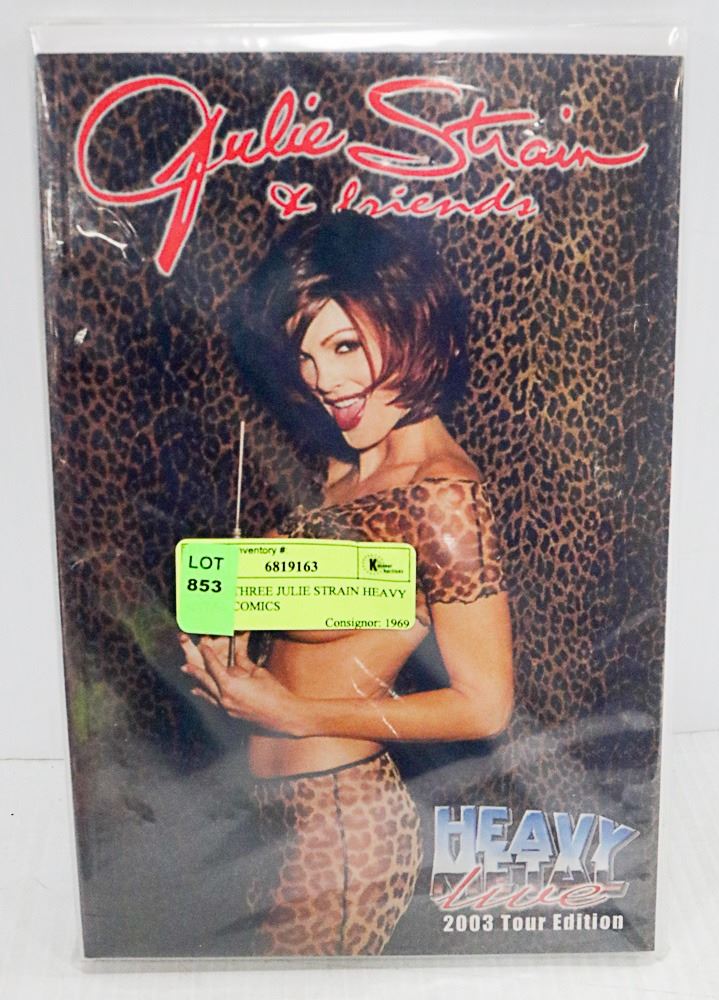 Julie Strain
& friends
LOT
853
nventory #
6819163
THREE JULIE STRAIN HEAVY
COMICS
Consignor: 1969
HEAVY
METAL
Live
2003 Tour Edition